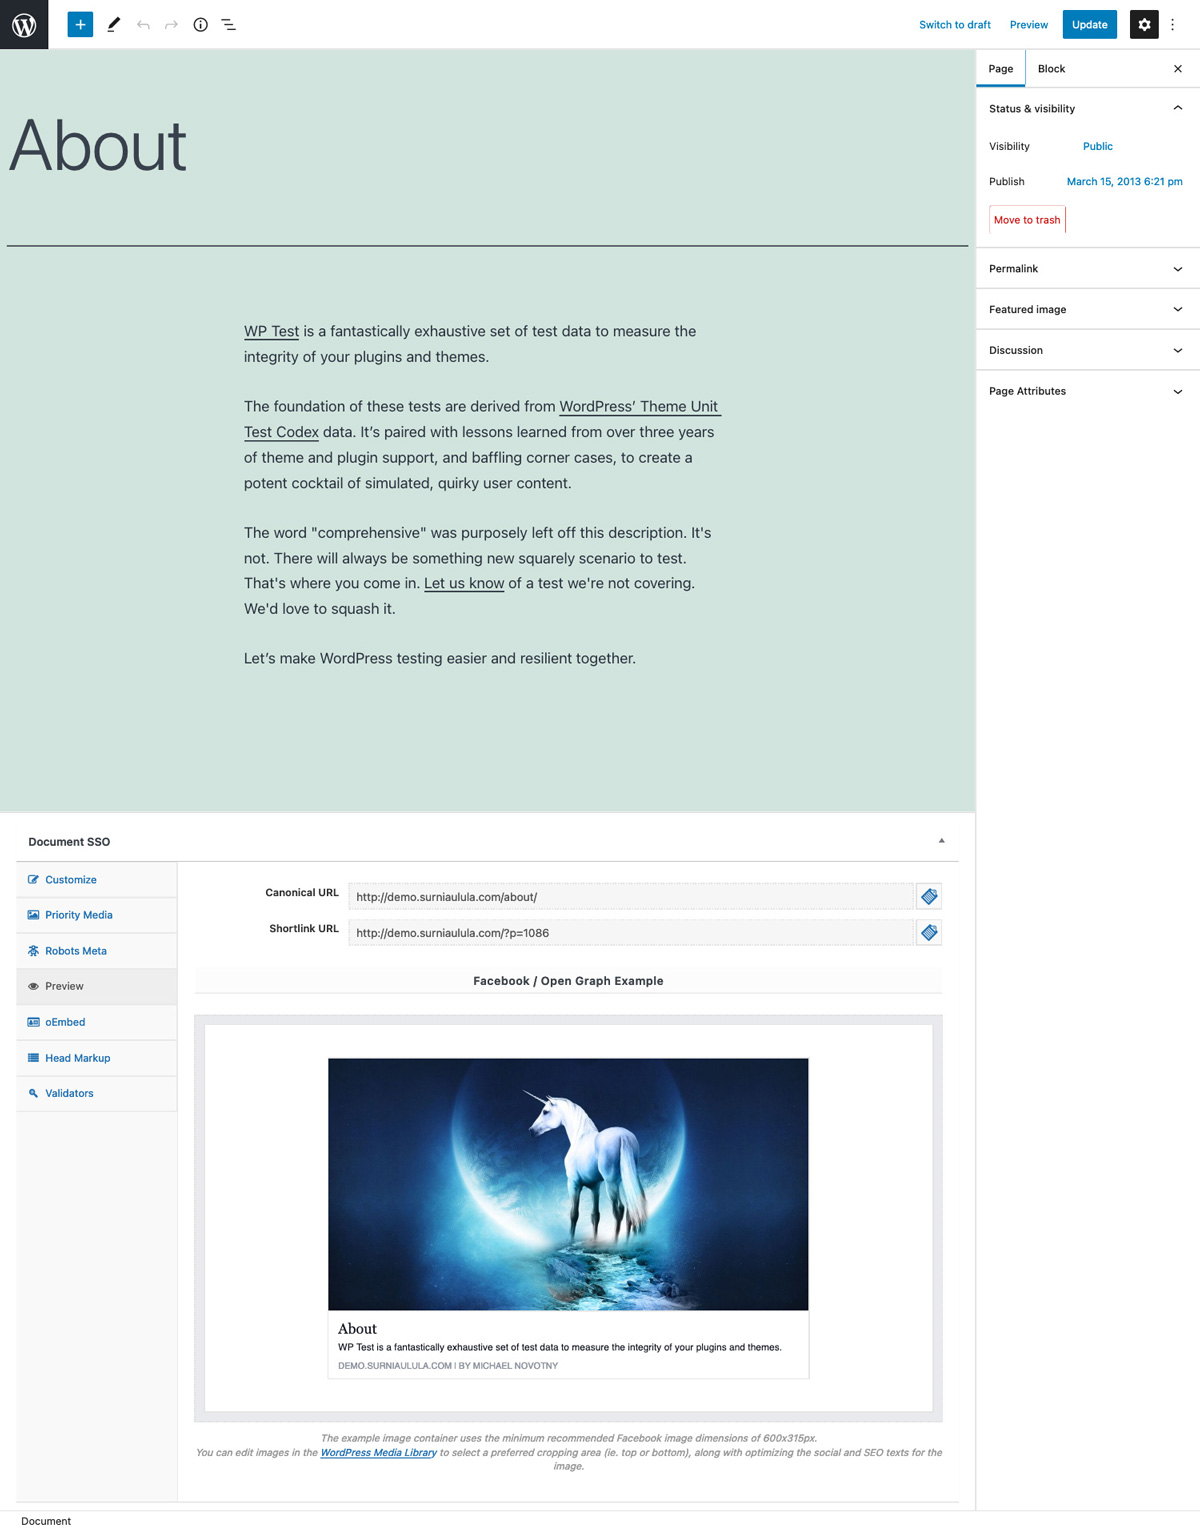 Switch to draft Preview Update
Page Block
About
Status & visibility
Visibility Public
Publish March 15, 2013 6:21 pm
Move to trash
Permalink
Featured image
Discussion
Page Attributes
WP Test is a fantastically exhaustive set of test data to measure the
integrity of your plugins and themes.
The foundation of these tests are derived from WordPress’ Theme Unit
Test Codex data. It’s paired with lessons learned from over three years
of theme and plugin support, and baffling corner cases, to create a
potent cocktail of simulated, quirky user content.
The word "comprehensive" was purposely left off this description. It's
not. There will always be something new squarely scenario to test.
That's where you come in. Let us know of a test we're not covering.
We'd love to squash it.
Let’s make WordPress testing easier and resilient together.
Document SSO
Customize
Priority Media
Robots Meta
Preview
oEmbed
Head Markup
Validators
Canonical URL http://demo.surniaulula.com/about/
Shortlink URL http://demo.surniaulula.com/?p=1086
Facebook / Open Graph Example
About
WP Test is a fantastically exhaustive set of test data to measure the integrity of your plugins and themes.
DEMO.SURNIAULULA.COM | BY MICHAEL NOVOTNY
The example image container uses the minimum recommended Facebook image dimensions of 600x315px.
You can edit images in the WordPress Media Library to select a preferred cropping area (ie. top or bottom), along with optimizing the social and SEO texts for the
image.
Document